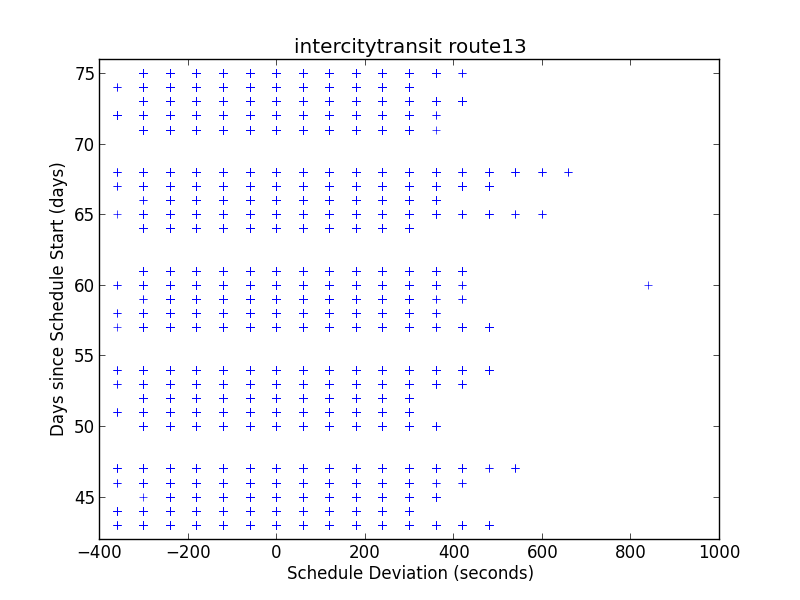 intercitytransit route13
75
70
65
60
55
50
45
Days since Schedule Start (days)
−400 −200 0 200 400 600 800 1000
Schedule Deviation (seconds)